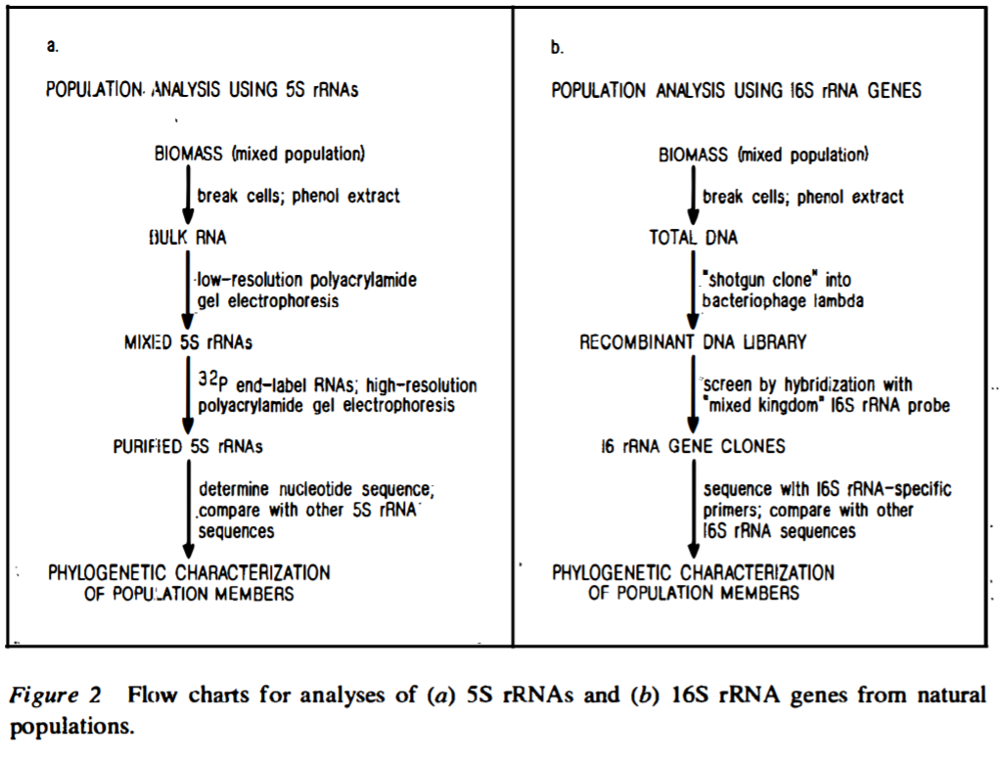 a.
POPULATION ANALYSIS USING 5S rRNAs
BIOMASS (mixed population)
break cells; phenol extract
BULK RNA
low-resolution polyacrylamide
gel electrophoresis
MIXED 5S rRNAs
32P end-label RNAs; high-resolution
polyacrylamide gel electrophoresis
PURIFIED 5S rRNAs
determine nucleotide sequence;
compare with other 5S rRNA
sequences
PHYLOGENETIC CHARACTERIZATION
OF POPULATION MEMBERS
b.
POPULATION ANALYSIS USING 16S rRNA GENES
BIOMASS (mixed population)
break cells; phenol extract
TOTAL DNA
"shotgun clone" into
bacteriophage lambda
RECOMBINANT DNA LIBRARY
screen by hybridization with
"mixed kingdom" 16S rRNA probe
16 rRNA GENE CLONES
sequence with 16S rRNA-specific
primers; compare with other
16S rRNA sequences
PHYLOGENETIC CHARACTERIZATION
OF POPULATION MEMBERS
Figure 2 Flow charts for analyses of (a) 5S rRNAs and (b) 16S rRNA genes from natural
populations.